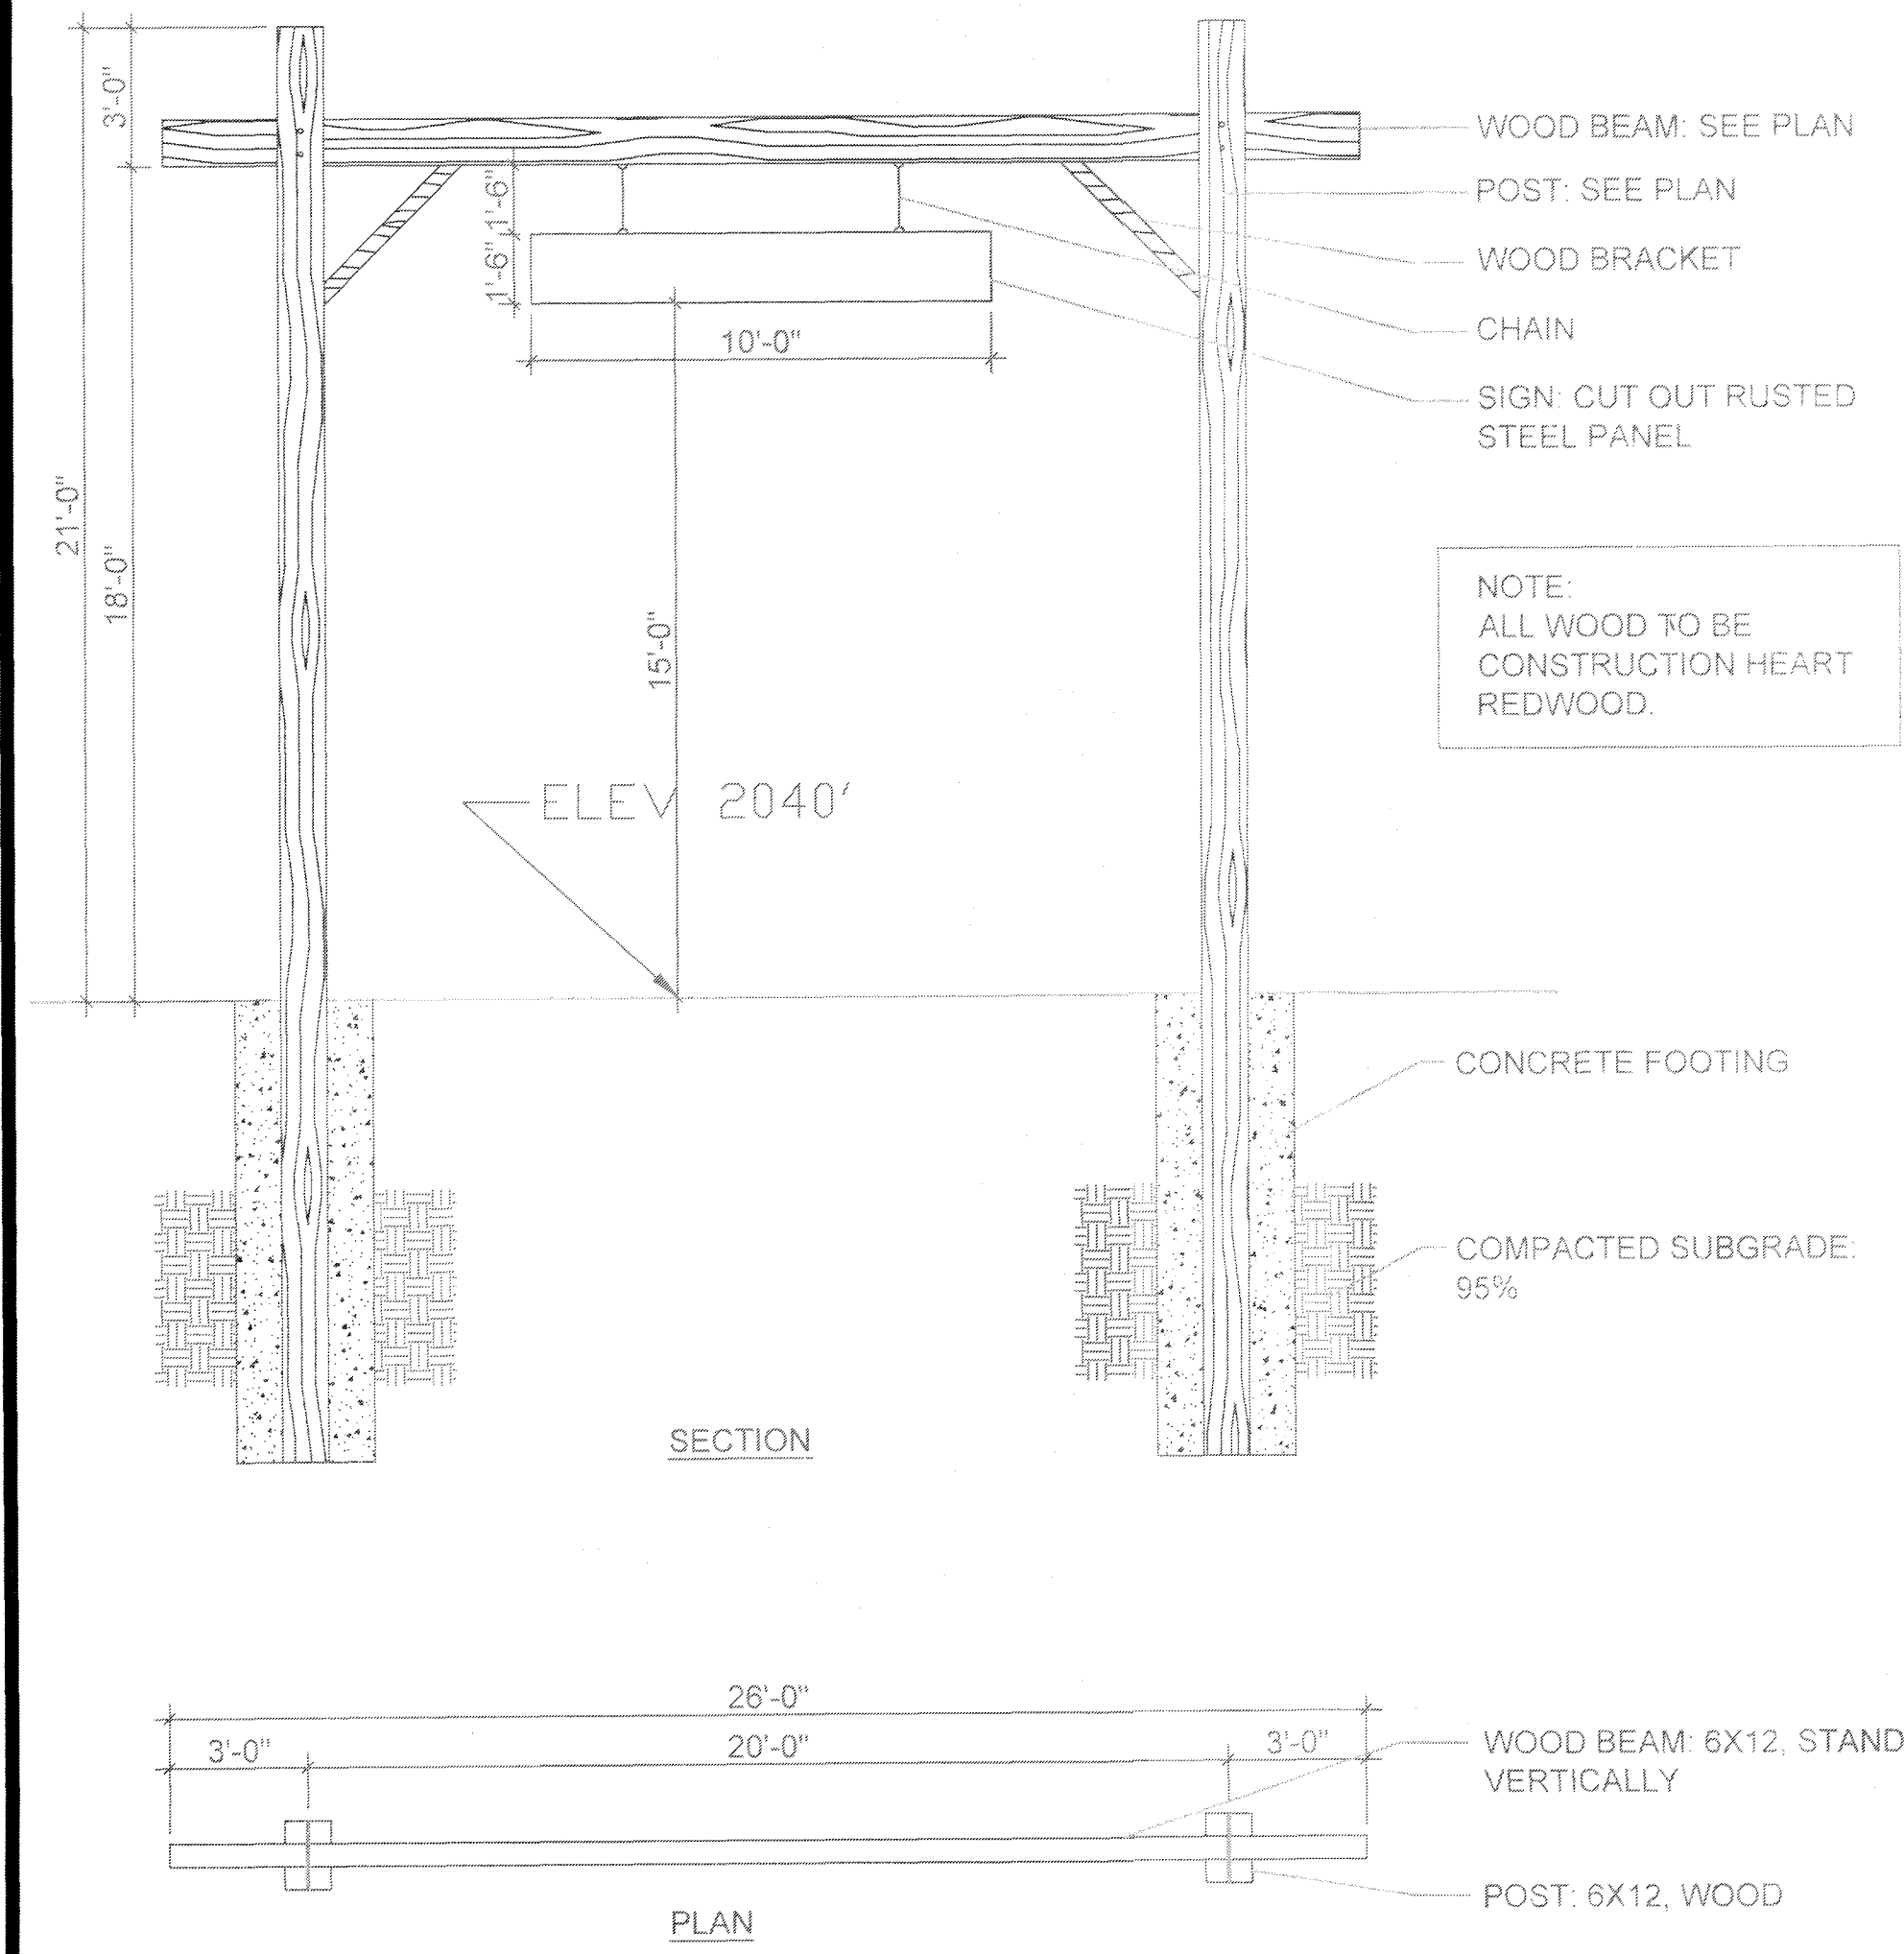 3'-0"
WOOD BEAM: SEE PLAN
POST: SEE PLAN
1'-6"
WOOD BRACKET
1'-6"
CHAIN
10'-0"
SIGN: CUT OUT RUSTED
STEEL PANEL
21'-0"
18'-0"
NOTE:
ALL WOOD TO BE
CONSTRUCTION HEART
REDWOOD.
15'-0"
ELEV 2040'
CONCRETE FOOTING
COMPACTED SUBGRADE:
95%
SECTION
26'-0"
3'-0"
20'-0"
3'-0"
WOOD BEAM: 6X12, STAND
VERTICALLY
POST: 6X12, WOOD
PLAN